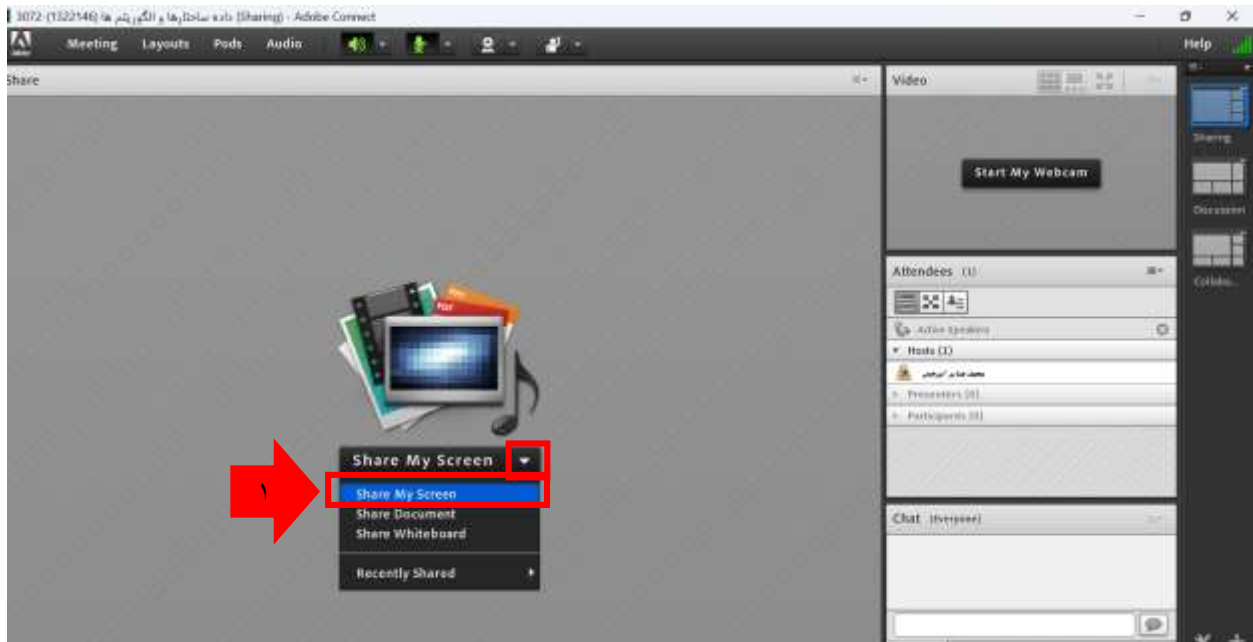 3072-(1322146) داده ساختارها و الگوریتم ها (Sharing) - Adobe Connect
Meeting Layouts Pods Audio Help
Share
Video
Start My Webcam
Sharing
Discussion
Collabo...
Attendees (1)
Active Speakers
Hosts (1)
Presenters (0)
Participants (0)
Share My Screen
۱
Share My Screen
Share Document
Share Whiteboard
Recently Shared
Chat (Everyone)